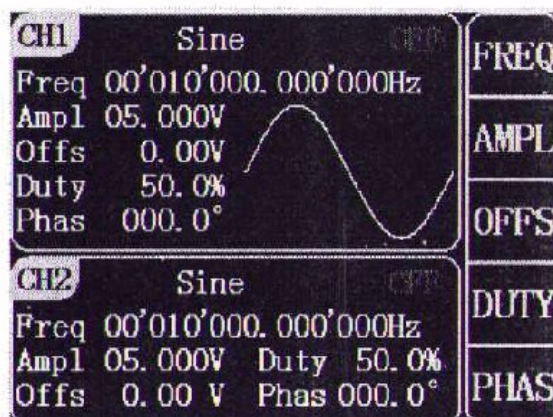 CH1 Sine
Freq 00'010'000.000'000Hz
Ampl 05.000V
Offs 0.00V
Duty 50.0%
Phas 000.0°
CH2 Sine
Freq 00'010'000.000'000Hz
Ampl 05.000V Duty 50.0%
Offs 0.00 V Phas 000.0°
FREQ
AMPL
OFFS
DUTY
PHAS